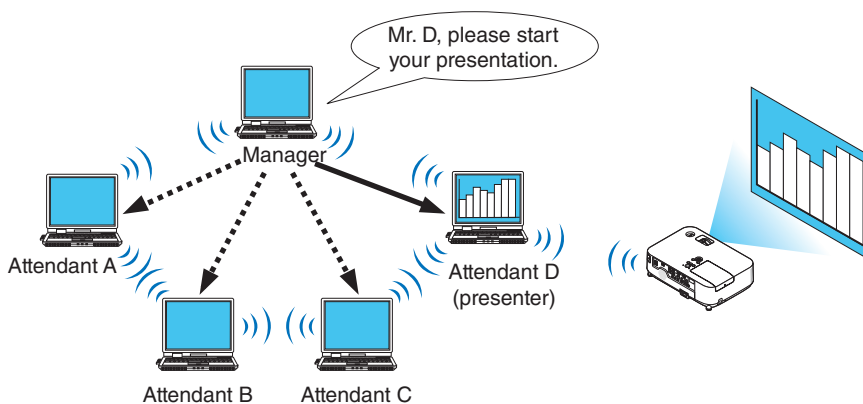 Mr. D, please start
your presentation.
Manager
Attendant A
Attendant D
(presenter)
Attendant B
Attendant C